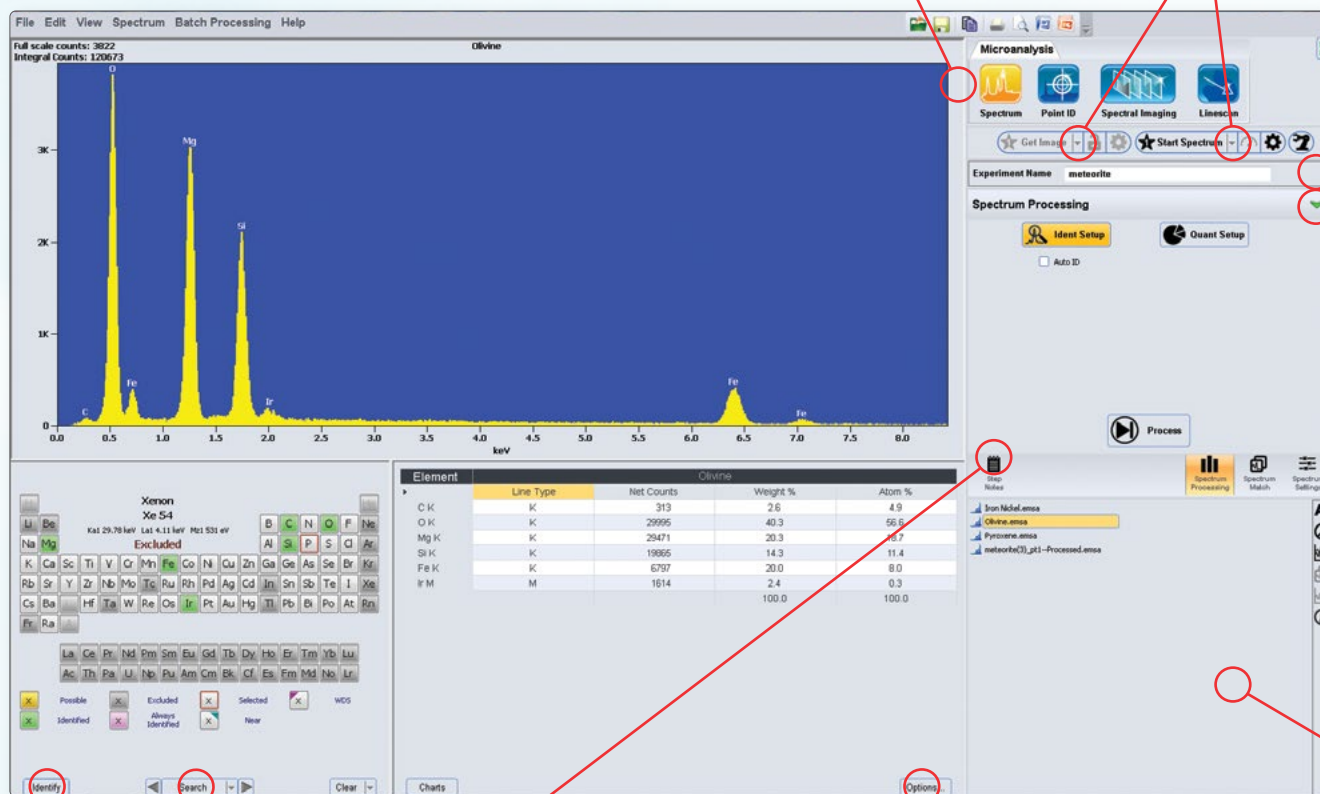 File Edit View Spectrum Batch Processing Help
Full scale counts: 3822
Integral Counts: 120673
Olivine
O
Mg
Si
Fe
C
Ir
Fe
Fe
3K
2K
1K
0
0.0 0.5 1.0 1.5 2.0 2.5 3.0 3.5 4.0 4.5 5.0 5.5 6.0 6.5 7.0 7.5 8.0
keV
Microanalysis
Spectrum Point ID Spectral Imaging Linescan
Get Image Start Spectrum
Experiment Name meteorite
Spectrum Processing
Ident Setup Quant Setup
Auto ID
Process
Step Notes
Spectrum Processing
Spectrum Match
Spectrum Settings
Iron Nickel.emsa
Olivine.emsa
Pyroxene.emsa
meteorite(3)_pt1--Processed.emsa
Xenon
Xe 54
Ka1 29.78 keV La1 4.11 keV Mz1 531 eV
Excluded
Li Be B C N O F Ne
Na Mg Al Si P S Cl Ar
K Ca Sc Ti V Cr Mn Fe Co Ni Cu Zn Ga Ge As Se Br Kr
Rb Sr Y Zr Nb Mo Tc Ru Rh Pd Ag Cd In Sn Sb Te I Xe
Cs Ba Hf Ta W Re Os Ir Pt Au Hg Tl Pb Bi Po At Rn
Fr Ra
La Ce Pr Nd Pm Sm Eu Gd Tb Dy Ho Er Tm Yb Lu
Ac Th Pa U Np Pu Am Cm Bk Cf Es Fm Md No Lr
X Possible X Excluded X Selected X WDS
X Identified X Always Identified X Near
Identify Search Clear
Element Olivine
Line Type Net Counts Weight % Atom %
C K K 313 2.6 4.9
O K K 29995 40.3 56.6
Mg K K 29471 20.3
Si K K 19865 14.3 11.4
Fe K K 6797 20.0 8.0
Ir M M 1614 2.4 0.3
100.0 100.0
Charts Options...